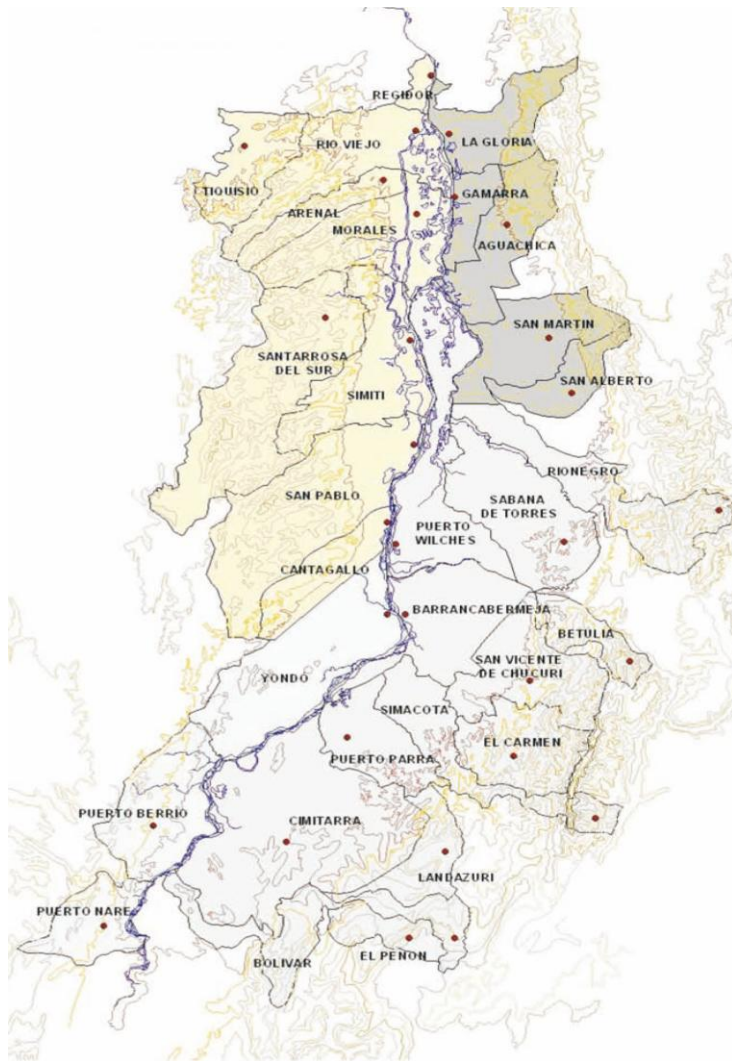 REGIDOR
RIO VIEJO
LA GLORIA
TIQUISIO
GAMARRA
ARENAL
MORALES
AGUACHICA
SAN MARTIN
SANTARROSA
DEL SUR
SAN ALBERTO
SIMITI
RIONEGRO
SAN PABLO
SABANA
DE TORRES
PUERTO
WILCHES
CANTAGALLO
BARRANCABERMEJA
BETULIA
SAN VICENTE
DE CHUCURI
YONDÓ
SIMACOTA
EL CARMEN
PUERTO PARRA
PUERTO BERRIO
CIMITARRA
LANDAZURI
PUERTO NARE
EL PEÑON
BOLIVAR